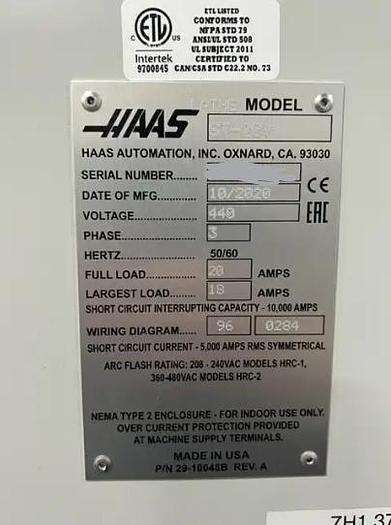 ETL LISTED
CONFORMS TO
NFPA STD 79
ANSI/UL STD 508
UL SUBJECT 2011
CERTIFIED TO
CAN/CSA STD C22.2 NO. 73
ETL
C US
Intertek
9700845
HAAS
LATHE MODEL
HAAS AUTOMATION, INC. OXNARD, CA. 93030
SERIAL NUMBER
DATE OF MFG. 10/2020
CE
VOLTAGE 440
EAC
PHASE 3
HERTZ 50/60
FULL LOAD 20 AMPS
LARGEST LOAD 18 AMPS
SHORT CIRCUIT INTERRUPTING CAPACITY - 10,000 AMPS
WIRING DIAGRAM 96 0284
SHORT CIRCUIT CURRENT - 5,000 AMPS RMS SYMMETRICAL
ARC FLASH RATING: 208 - 240VAC MODELS HRC-1,
360-480VAC MODELS HRC-2
NEMA TYPE 2 ENCLOSURE - FOR INDOOR USE ONLY.
OVER CURRENT PROTECTION PROVIDED
AT MACHINE SUPPLY TERMINALS.
MADE IN USA
P/N 29-10048B REV. A